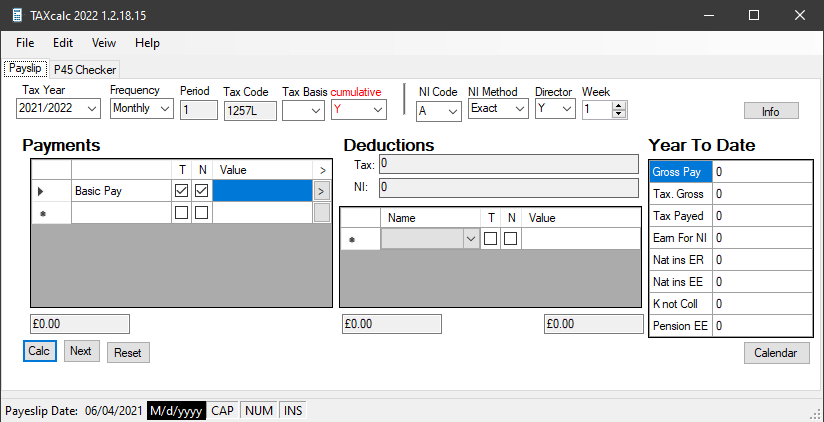 TAXcalc 2022 1.2.18.15
File Edit Veiw Help
Payslip P45 Checker
Tax Year Frequency Period Tax Code Tax Basis cumulative NI Code NI Method Director Week
2021/2022 Monthly 1 1257L Y A Exact Y 1 Info
Payments Deductions Year To Date
T N Value >
Basic Pay >
Tax: 0
NI: 0
Name T N Value
Gross Pay 0
Tax. Gross 0
Tax Payed 0
Earn For NI 0
Nat ins ER 0
Nat ins EE 0
K not Coll 0
Pension EE 0
£0.00 £0.00 £0.00
Calc Next Reset Calendar
Payeslip Date: 06/04/2021 M/d/yyyy CAP NUM INS